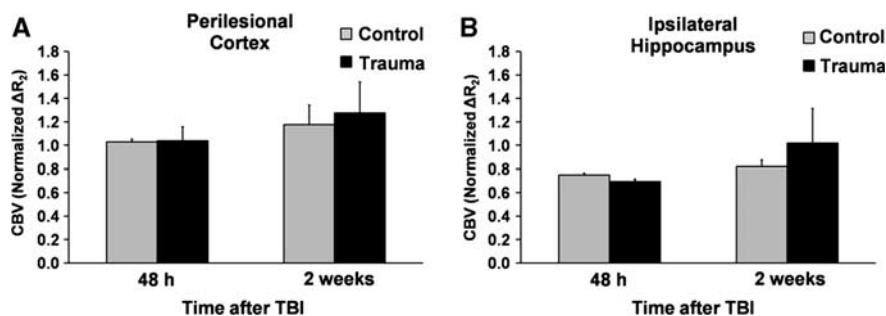 A
Perilesional
Cortex
Control
Trauma
CBV (Normalized ΔR₂)
1.8
1.6
1.4
1.2
1.0
0.8
0.6
0.4
0.2
0.0
48 h
2 weeks
Time after TBI
B
Ipsilateral
Hippocampus
Control
Trauma
CBV (Normalized ΔR₂)
1.8
1.6
1.4
1.2
1.0
0.8
0.6
0.4
0.2
0.0
48 h
2 weeks
Time after TBI